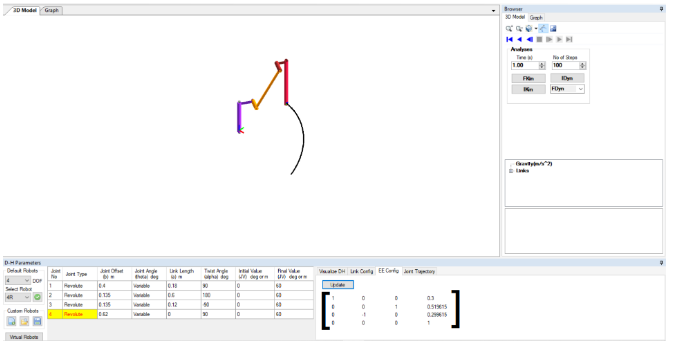 3D Model Graph
Browser
3D Model Graph
Analyses
Time (s) No of Steps
1.00 100
FKin IDyn
IKin FDyn
Gravity(m/s^2)
Links
D-H Parameters
Default Robots
4 DOF
Select Robot
4R
Custom Robots
Virtual Robots
Joint No Joint Type Joint Offset (b) m Joint Angle (theta) deg Link Length (a) m Twist Angle (alpha) deg Initial Value (JV) deg or m Final Value (JV) deg or m
1 Revolute 0.4 Variable 0.18 90 0 60
2 Revolute 0.135 Variable 0.6 180 0 60
3 Revolute 0.135 Variable 0.12 -90 0 60
4 Revolute 0.62 Variable 0 90 0 60
Visualize DH Link Config EE Config Joint Trajectory
Update
1 0 0 0.3
0 0 1 0.519615
0 -1 0 0.299615
0 0 0 1